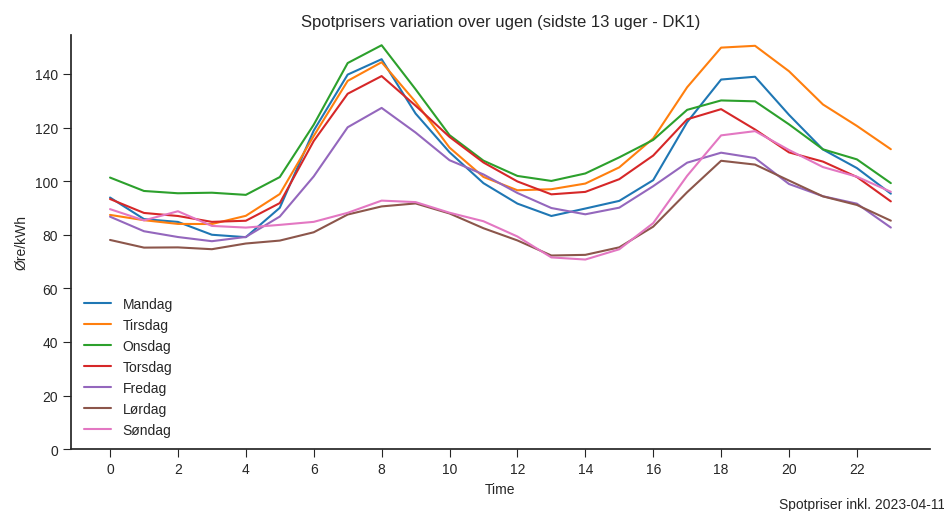 Spotprisers variation over ugen (sidste 13 uger - DK1)
Øre/kWh
140
120
100
80
60
40
20
0
Mandag
Tirsdag
Onsdag
Torsdag
Fredag
Lørdag
Søndag
0 2 4 6 8 10 12 14 16 18 20 22
Time
Spotpriser inkl. 2023-04-11